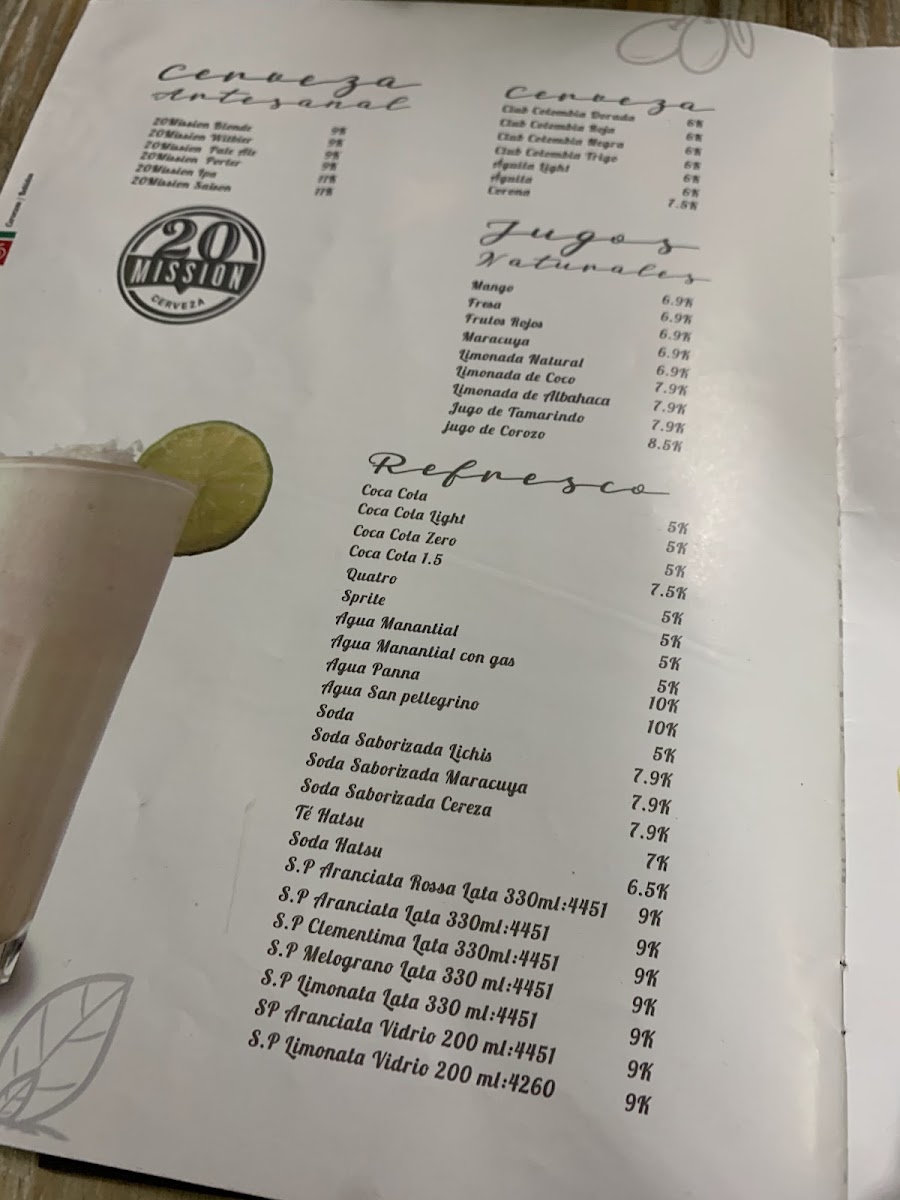 Cerveza
Artesanal
20Mission Blonde 9K
20Mission Witbier 9K
20Mission Pale Ale 9K
20Mission Porter 9K
20Mission Ipa 11K
20Mission Saison 11K
20
MISSION
CERVEZA
Cerveza
Club Colombia Dorada 6K
Club Colombia Roja 6K
Club Colombia Negra 6K
Club Colombia Trigo 6K
Aguila Light 6K
Aguila 6K
Corona 7.5K
Jugos
Naturales
Mango 6.9K
Fresa 6.9K
Frutos Rojos 6.9K
Maracuya 6.9K
Limonada Natural 6.9K
Limonada de Coco 7.9K
Limonada de Albahaca 7.9K
Jugo de Tamarindo 7.9K
jugo de Corozo 8.5K
Refresco
Coca Cola 5K
Coca Cola Light 5K
Coca Cola Zero 5K
Coca Cola 1.5 7.5K
Quatro 5K
Sprite 5K
Agua Manantial 5K
Agua Manantial con gas 5K
Agua Panna 10K
Agua San pellegrino 10K
Soda 5K
Soda Saborizada Lichis 7.9K
Soda Saborizada Maracuya 7.9K
Soda Saborizada Cereza 7.9K
Té Hatsu 7K
Soda Hatsu 6.5K
S.P Aranciata Rossa Lata 330ml:4451 9K
S.P Aranciata Lata 330ml:4451 9K
S.P Clementima Lata 330ml:4451 9K
S.P Melograno Lata 330 ml:4451 9K
S.P Limonata Lata 330 ml:4451 9K
SP Aranciata Vidrio 200 ml:4451 9K
S.P Limonata Vidrio 200 ml:4260 9K